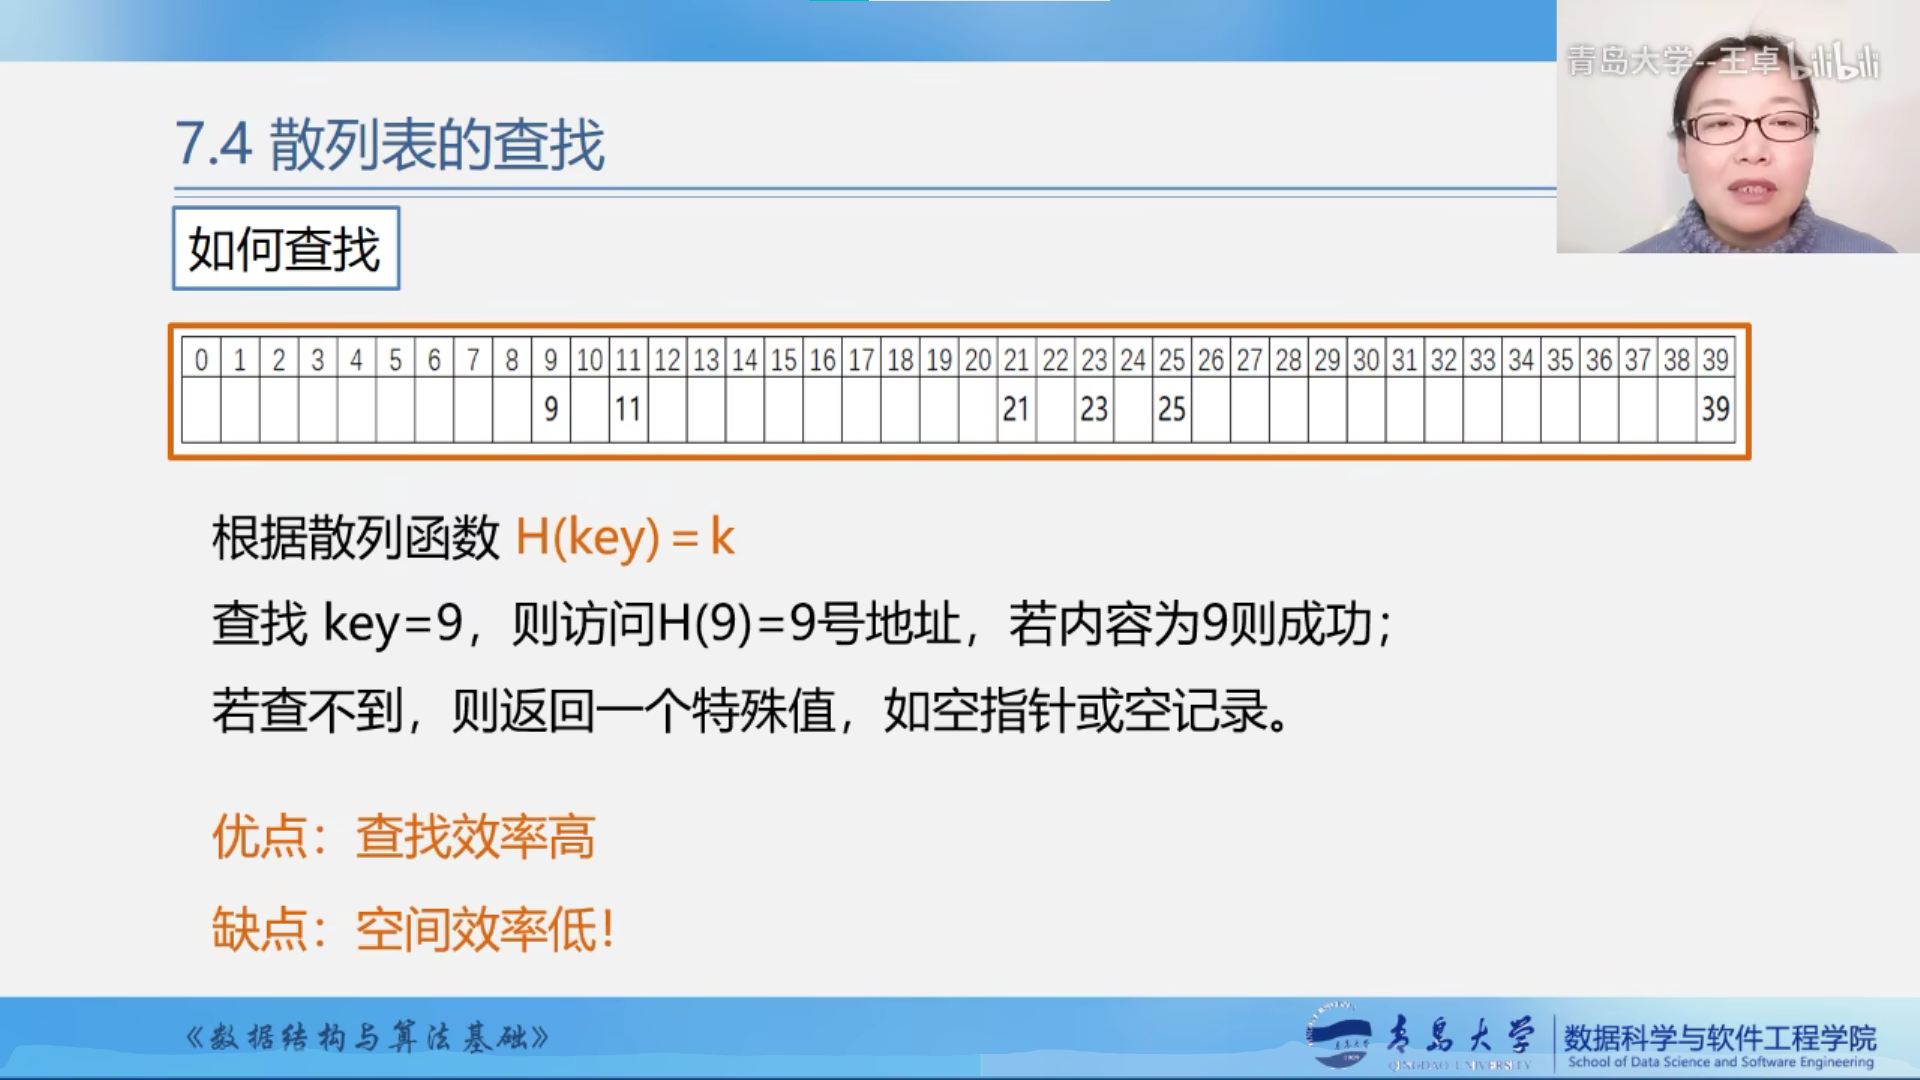 青岛大学--王卓 bilibili
7.4 散列表的查找
如何查找
0 1 2 3 4 5 6 7 8 9 10 11 12 13 14 15 16 17 18 19 20 21 22 23 24 25 26 27 28 29 30 31 32 33 34 35 36 37 38 39
9 11 21 23 25 39
根据散列函数 H(key) = k
查找 key=9，则访问H(9)=9号地址，若内容为9则成功；
若查不到，则返回一个特殊值，如空指针或空记录。
优点：查找效率高
缺点：空间效率低！
《数据结构与算法基础》
青岛大学
QINGDAO UNIVERSITY
数据科学与软件工程学院
School of Data Science and Software Engineering